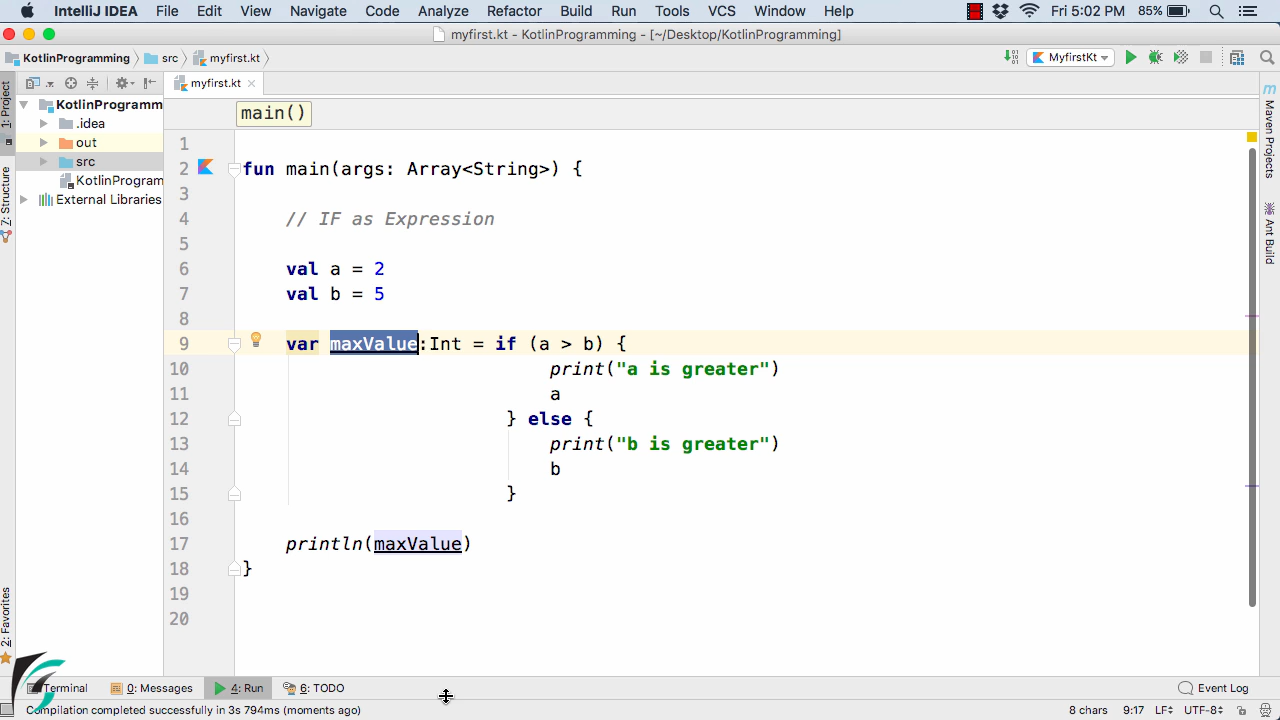 IntelliJ IDEA File Edit View Navigate Code Analyze Refactor Build Run Tools VCS Window Help Fri 5:02 PM 85%
myfirst.kt - KotlinProgramming - [~/Desktop/KotlinProgramming]
KotlinProgramming src myfirst.kt MyfirstKt
1: Project
myfirst.kt
KotlinProgramm
.idea
out
src
KotlinProgram
External Libraries
Z: Structure
2: Favorites
main()
1
2 fun main(args: Array<String>) {
3
4 // IF as Expression
5
6 val a = 2
7 val b = 5
8
9 var maxValue:Int = if (a > b) {
10 print("a is greater")
11 a
12 } else {
13 print("b is greater")
14 b
15 }
16
17 println(maxValue)
18 }
19
20
m Maven Projects
Ant Build
Terminal 0: Messages 4: Run 6: TODO Event Log
Compilation completed successfully in 3s 794ms (moments ago) 8 chars 9:17 LF UTF-8